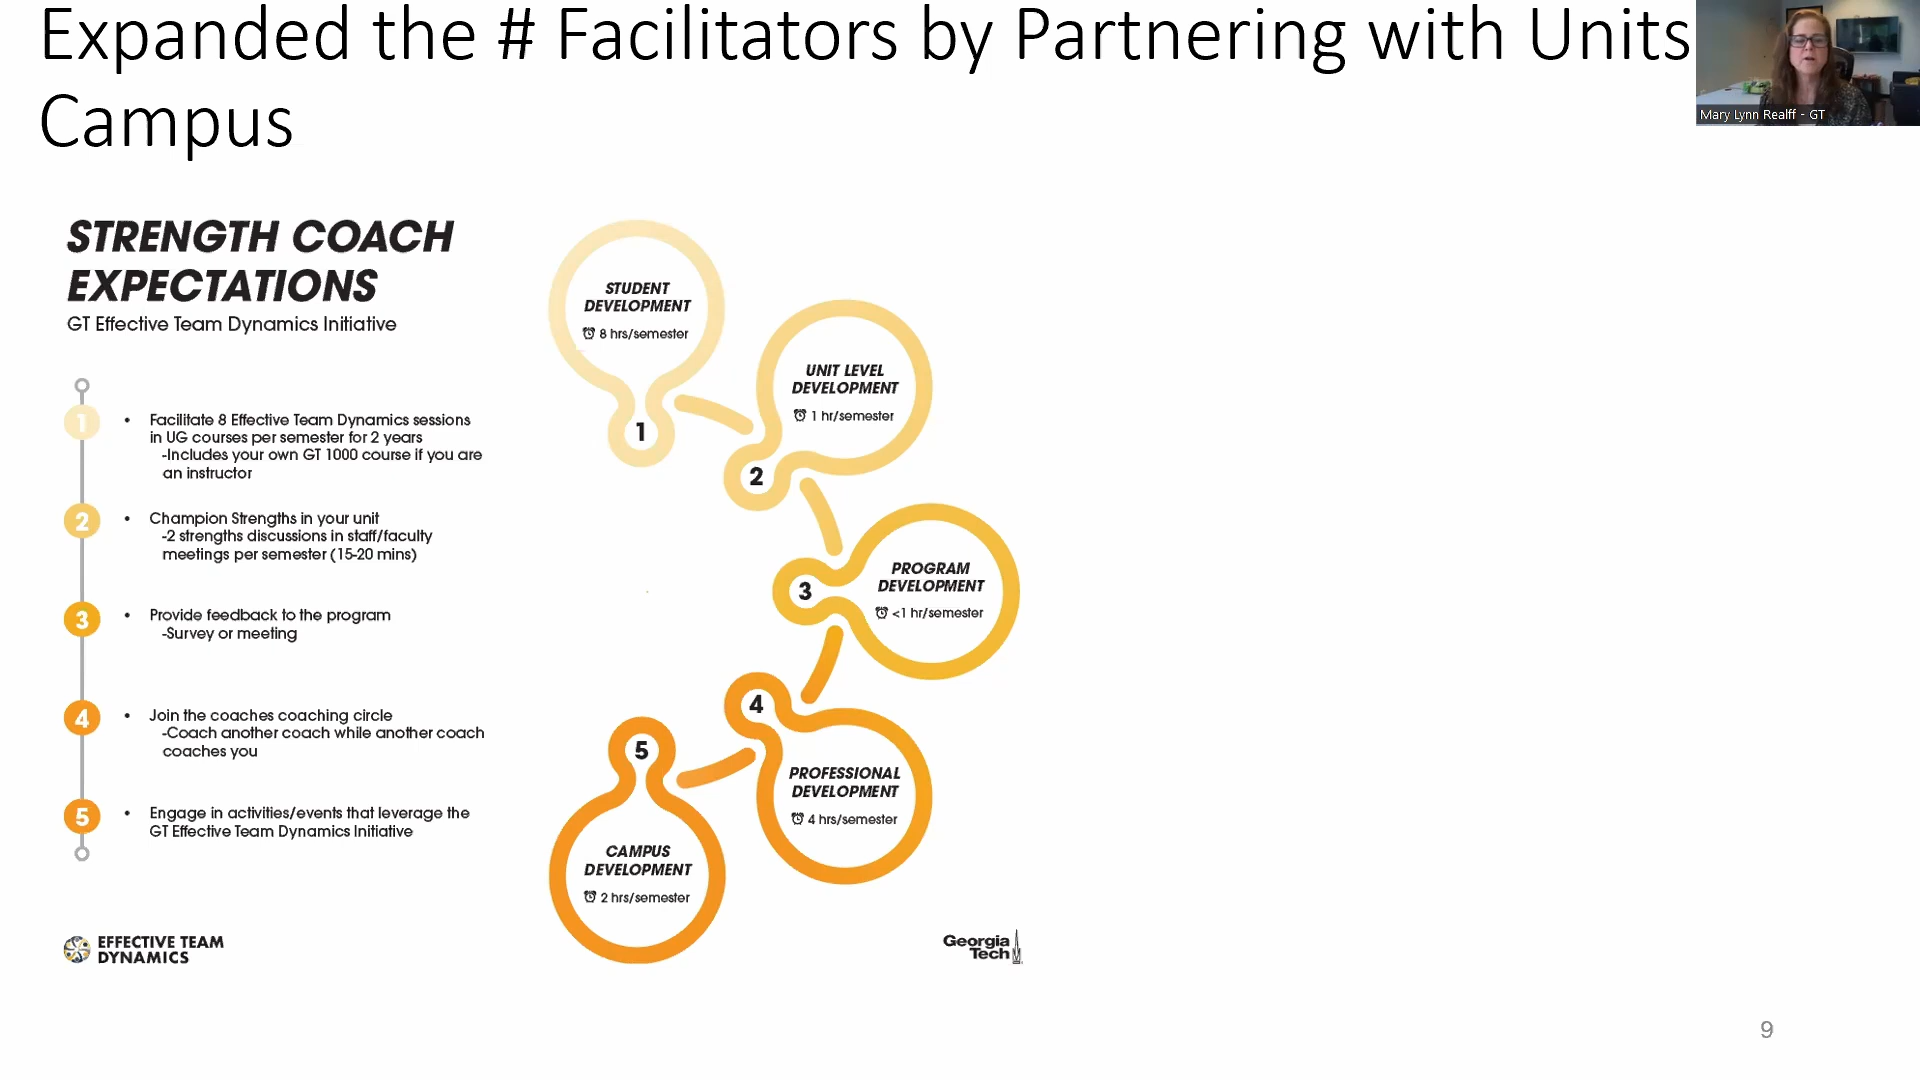 Expanded the # Facilitators by Partnering with Units
Campus
Mary Lynn Realff - GT
STRENGTH COACH
EXPECTATIONS
GT Effective Team Dynamics Initiative
1
• Facilitate 8 Effective Team Dynamics sessions
in UG courses per semester for 2 years
-Includes your own GT 1000 course if you are
an instructor
2
• Champion Strengths in your unit
-2 strengths discussions in staff/faculty
meetings per semester (15-20 mins)
3
• Provide feedback to the program
-Survey or meeting
4
• Join the coaches coaching circle
-Coach another coach while another coach
coaches you
5
• Engage in activities/events that leverage the
GT Effective Team Dynamics Initiative
STUDENT
DEVELOPMENT
8 hrs/semester
1
UNIT LEVEL
DEVELOPMENT
1 hr/semester
2
PROGRAM
DEVELOPMENT
<1 hr/semester
3
4
PROFESSIONAL
DEVELOPMENT
4 hrs/semester
5
CAMPUS
DEVELOPMENT
2 hrs/semester
EFFECTIVE TEAM
DYNAMICS
Georgia
Tech
9